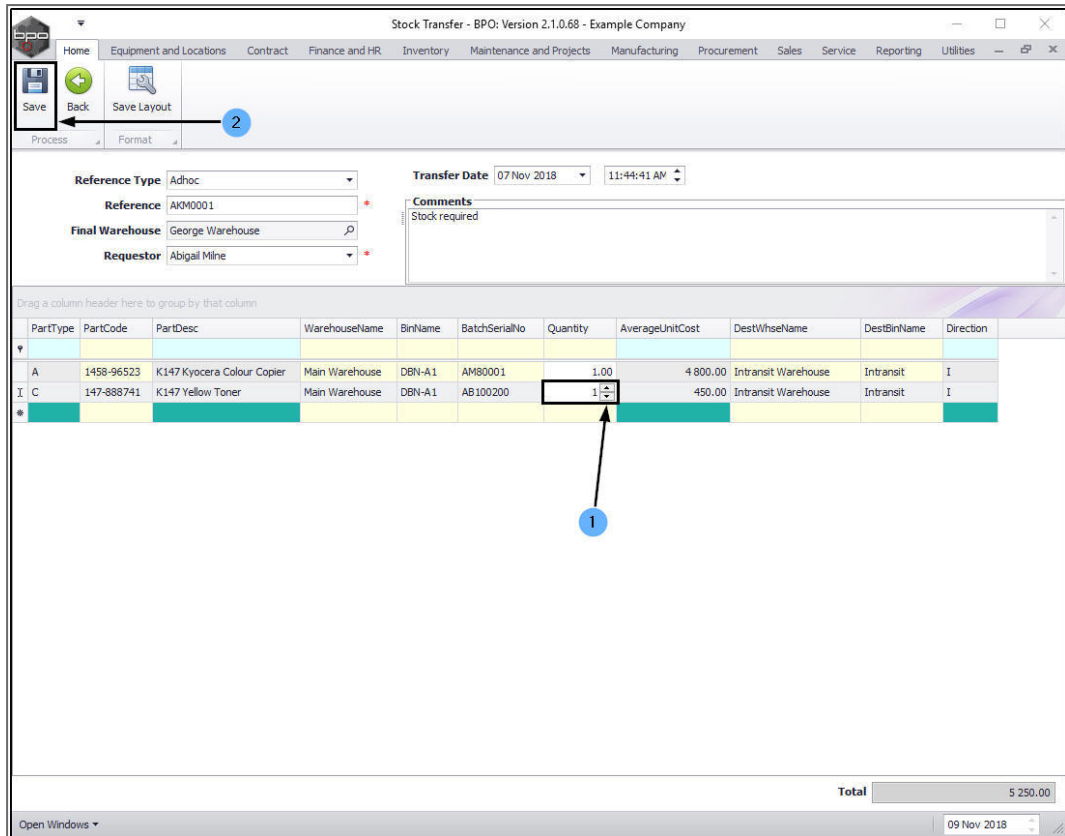 Stock Transfer - BPO: Version 2.1.0.68 - Example Company
bpo
Home Equipment and Locations Contract Finance and HR Inventory Maintenance and Projects Manufacturing Procurement Sales Service Reporting Utilities
Save Back Save Layout
2
Process Format
Reference Type Adhoc Transfer Date 07 Nov 2018 11:44:41 AM
Reference AKM0001 * Comments
Stock required
Final Warehouse George Warehouse
Requestor Abigail Milne *
Drag a column header here to group by that column
PartType PartCode PartDesc WarehouseName BinName BatchSerialNo Quantity AverageUnitCost DestWhseName DestBinName Direction
A 1458-96523 K147 Kyocera Colour Copier Main Warehouse DBN-A1 AM80001 1.00 4 800.00 Intransit Warehouse Intransit I
C 147-888741 K147 Yellow Toner Main Warehouse DBN-A1 AB100200 1 450.00 Intransit Warehouse Intransit I
1
Total 5 250.00
Open Windows 09 Nov 2018